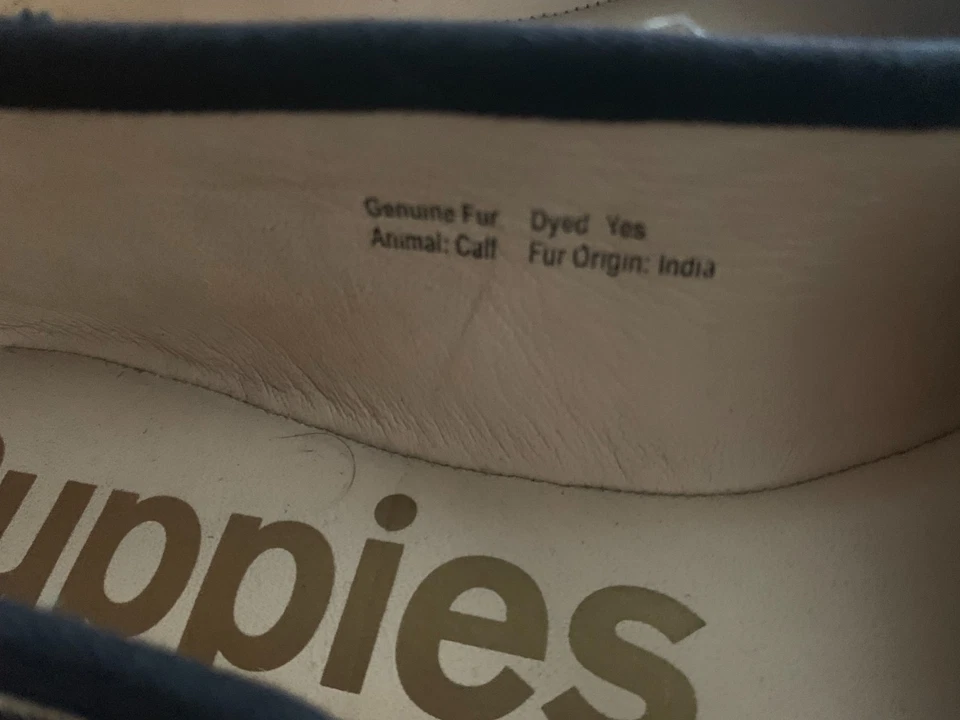 Genuine Fur Dyed Yes
Animal: Calf Fur Origin: India
uppies